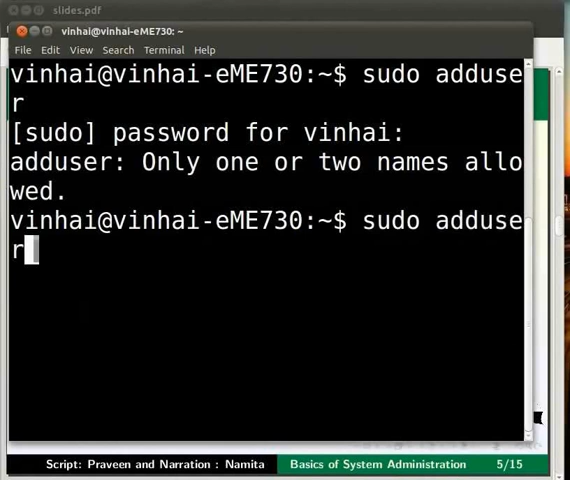 slides.pdf
vinhai@vinhai-eME730: ~
File Edit View Search Terminal Help
vinhai@vinhai-eME730:~$ sudo adduse
r
[sudo] password for vinhai:
adduser: Only one or two names allo
wed.
vinhai@vinhai-eME730:~$ sudo adduse
r
Script: Praveen and Narration : Namita Basics of System Administration 5/15